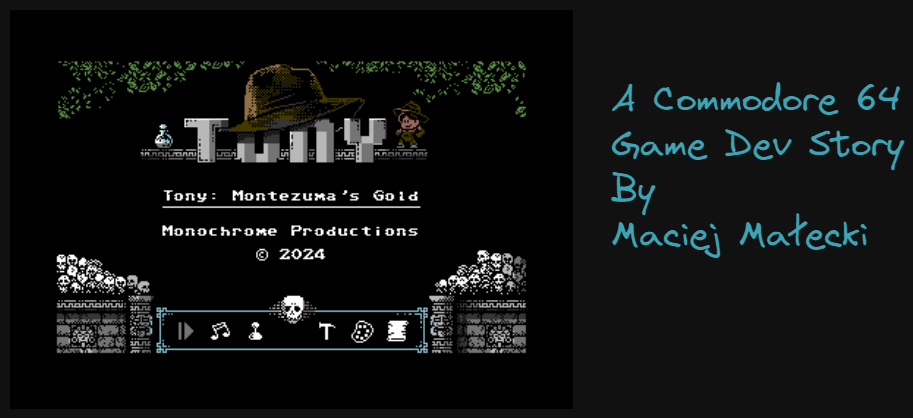 TONY
Tony: Montezuma's Gold
Monochrome Productions
© 2024
T
A Commodore 64
Game Dev Story
By
Maciej Małecki